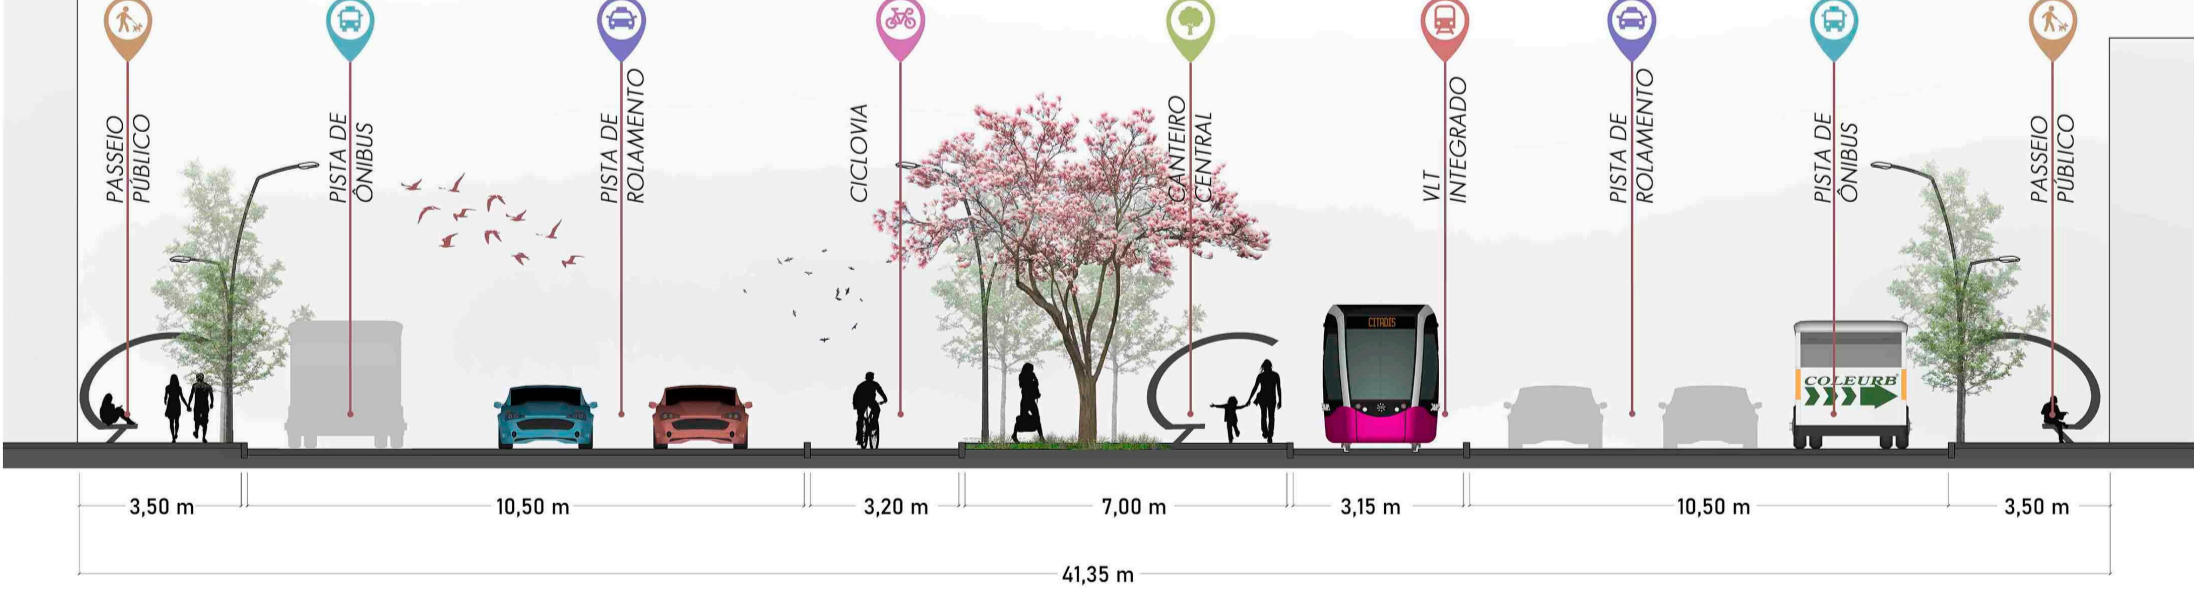 PASSEIO
PÚBLICO
PISTA DE
ÔNIBUS
PISTA DE
ROLAMENTO
CICLOVIA
CANTEIRO
CENTRAL
VLT
INTEGRADO
PISTA DE
ROLAMENTO
PISTA DE
ÔNIBUS
PASSEIO
PÚBLICO
CITADIS
COLEURB
3,50 m
10,50 m
3,20 m
7,00 m
3,15 m
10,50 m
3,50 m
41,35 m